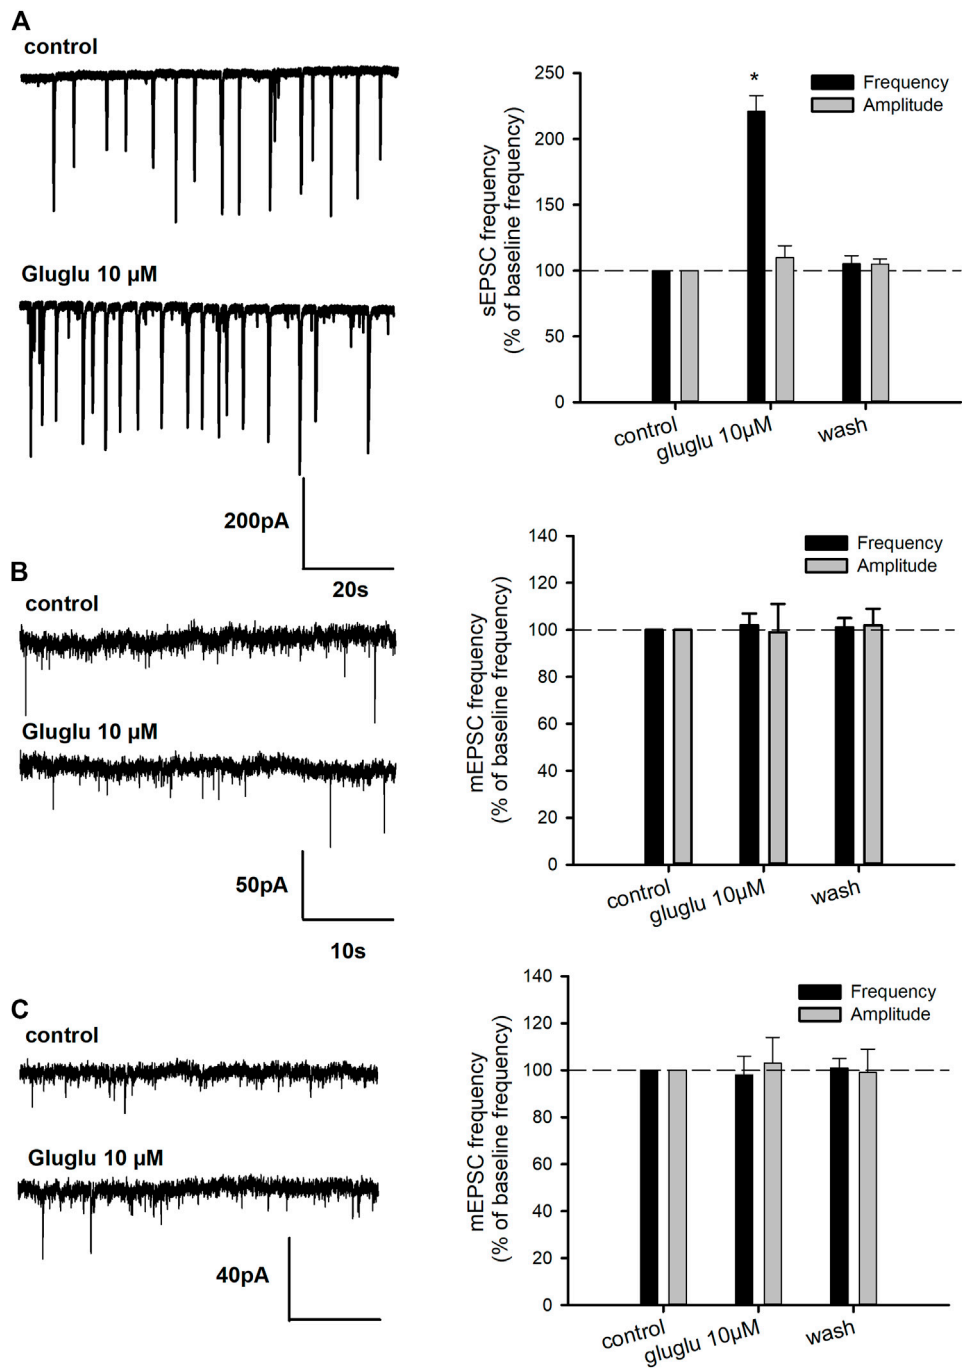 A
control
Gluglu 10 µM
200pA
20s
250
200
150
100
50
0
sEPSC frequency
(% of baseline frequency)
*
Frequency
Amplitude
control
gluglu 10µM
wash
B
control
Gluglu 10 µM
50pA
10s
140
120
100
80
60
40
20
0
mEPSC frequency
(% of baseline frequency)
Frequency
Amplitude
control
gluglu 10µM
wash
C
control
Gluglu 10 µM
40pA
140
120
100
80
60
40
20
0
mEPSC frequency
(% of baseline frequency)
Frequency
Amplitude
control
gluglu 10µM
wash